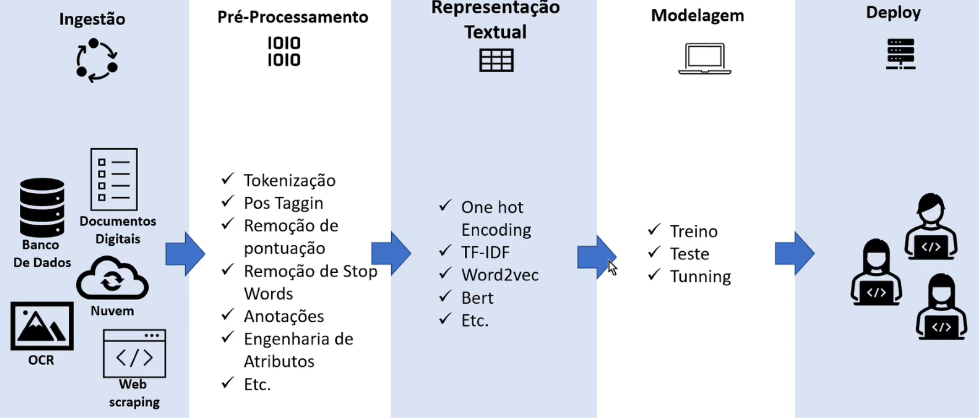 Ingestão
Banco
De Dados
Documentos
Digitais
Nuvem
OCR
</>
Web
scraping
Pré-Processamento
IOIO
IOIO
✓ Tokenização
✓ Pos Taggin
✓ Remoção de
pontuação
✓ Remoção de Stop
Words
✓ Anotações
✓ Engenharia de
Atributos
✓ Etc.
Representação
Textual
✓ One hot
Encoding
✓ TF-IDF
✓ Word2vec
✓ Bert
✓ Etc.
Modelagem
✓ Treino
✓ Teste
✓ Tunning
Deploy
</>
</>
</>